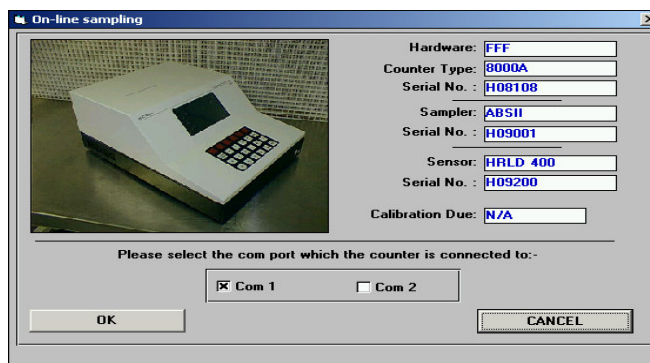 On-line sampling
Hardware: FFF
Counter Type: 8000A
Serial No. : H08108
Sampler: ABSII
Serial No. : H09001
Sensor: HRLD 400
Serial No. : H09200
Calibration Due: N/A
Please select the com port which the counter is connected to:-
Com 1 Com 2
OK CANCEL